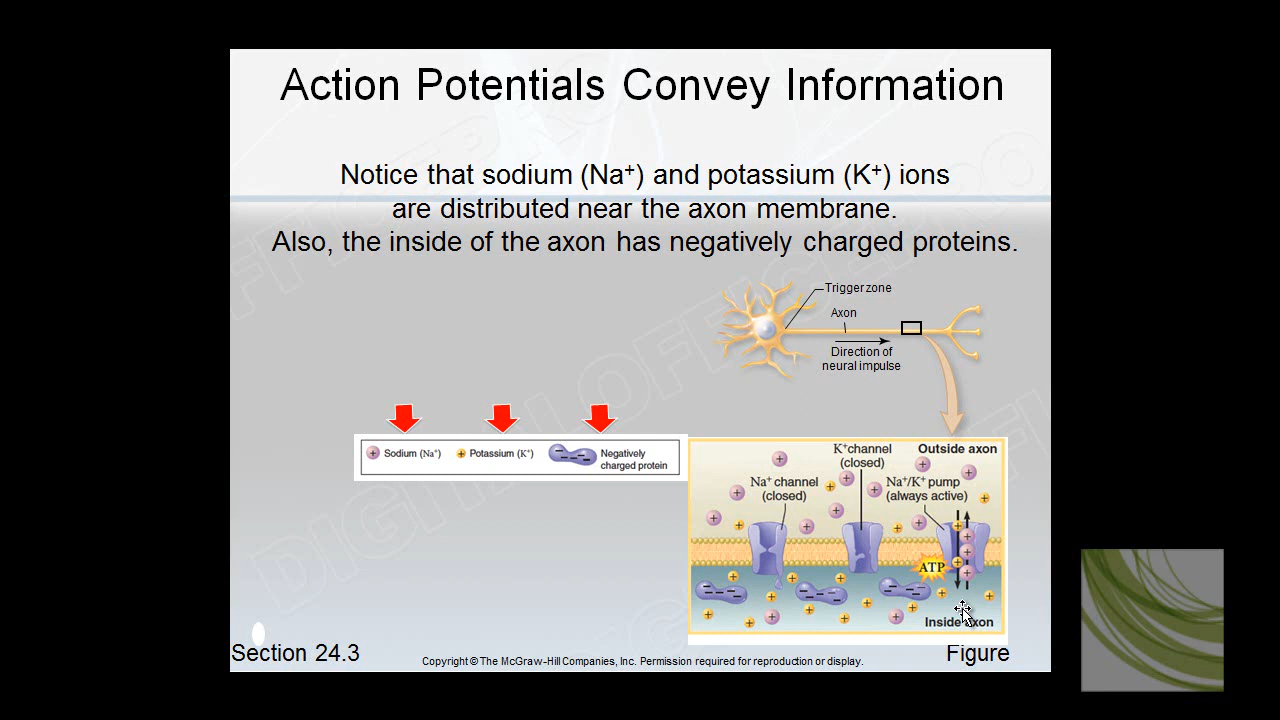 Action Potentials Convey Information
Notice that sodium (Na⁺) and potassium (K⁺) ions
are distributed near the axon membrane.
Also, the inside of the axon has negatively charged proteins.
Trigger zone
Axon
Direction of
neural impulse
Sodium (Na⁺)
Potassium (K⁺)
Negatively
charged protein
K⁺channel
(closed)
Outside axon
Na⁺ channel
(closed)
Na⁺/K⁺ pump
(always active)
ATP
Inside axon
Section 24.3
Copyright © The McGraw-Hill Companies, Inc. Permission required for reproduction or display.
Figure